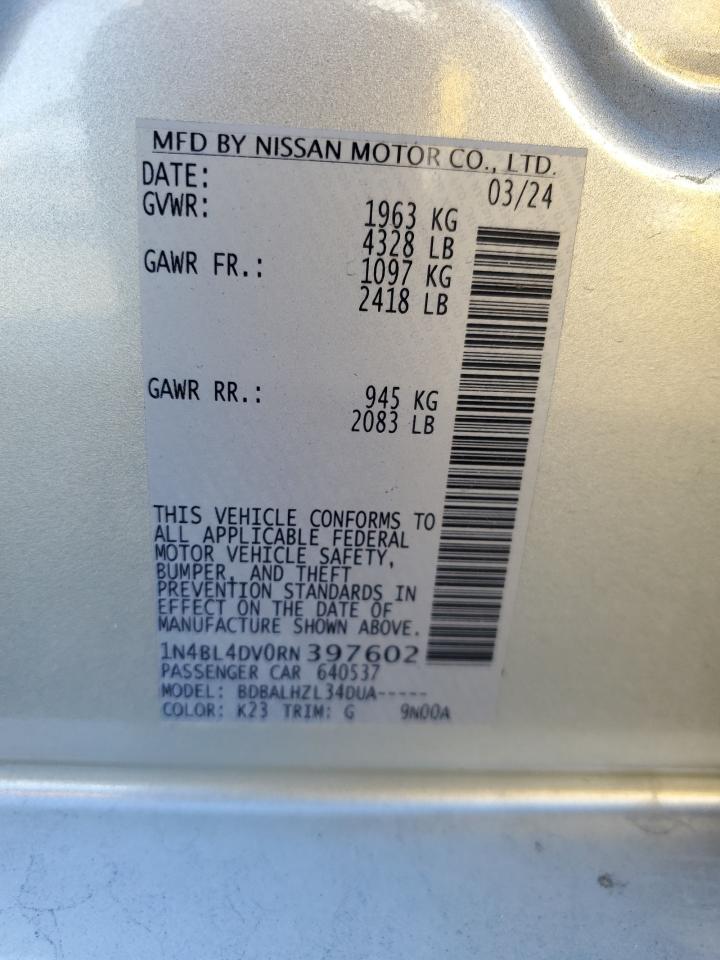 MFD BY NISSAN MOTOR CO., LTD.
DATE: 03/24
GVWR: 1963 KG
4328 LB
GAWR FR.: 1097 KG
2418 LB
GAWR RR.: 945 KG
2083 LB
THIS VEHICLE CONFORMS TO
ALL APPLICABLE FEDERAL
MOTOR VEHICLE SAFETY,
BUMPER, AND THEFT
PREVENTION STANDARDS IN
EFFECT ON THE DATE OF
MANUFACTURE SHOWN ABOVE.
1N4BL4DV0RN397602
PASSENGER CAR 640537
MODEL: BDBALHZL34DUA-----
COLOR: K23 TRIM: G 9N00A